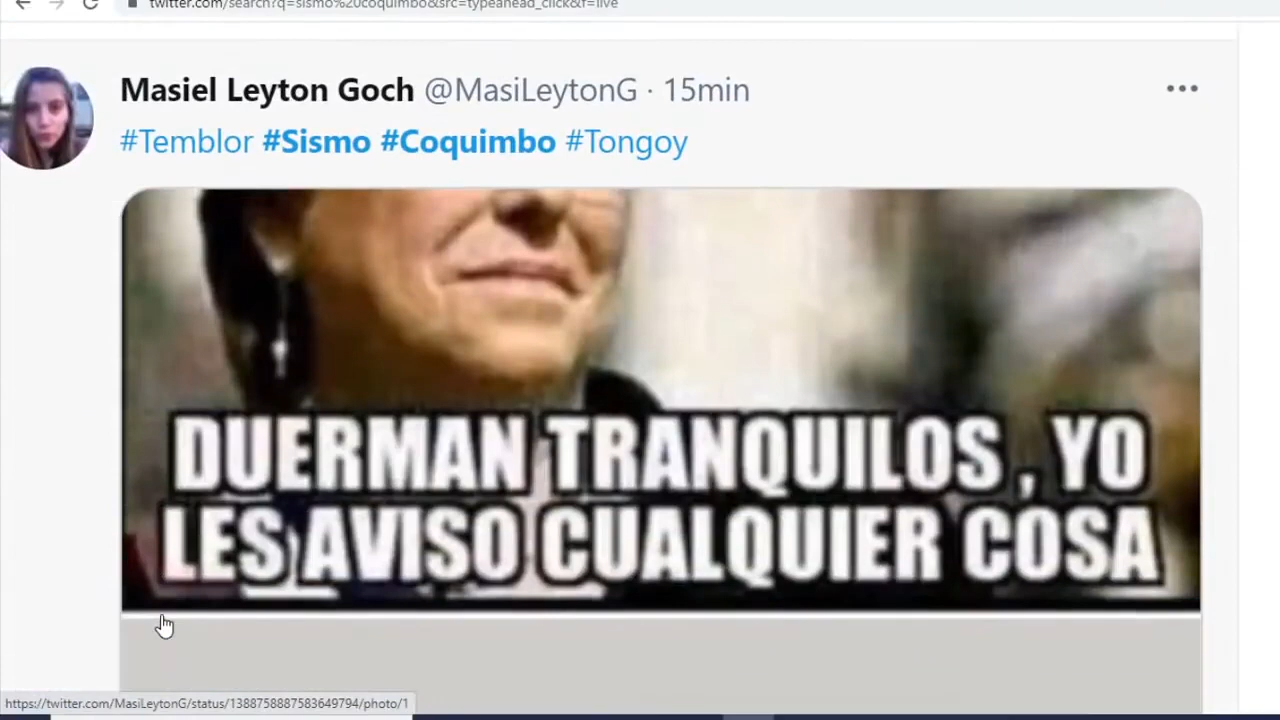 twitter.com/search?q=sismo%20coquimbo&src=typeahead_click&f=live
Masiel Leyton Goch @MasiLeytonG · 15min
#Temblor #Sismo #Coquimbo #Tongoy
DUERMAN TRANQUILOS , YO
LES AVISO CUALQUIER COSA
https://twitter.com/MasiLeytonG/status/1388758887583649794/photo/1